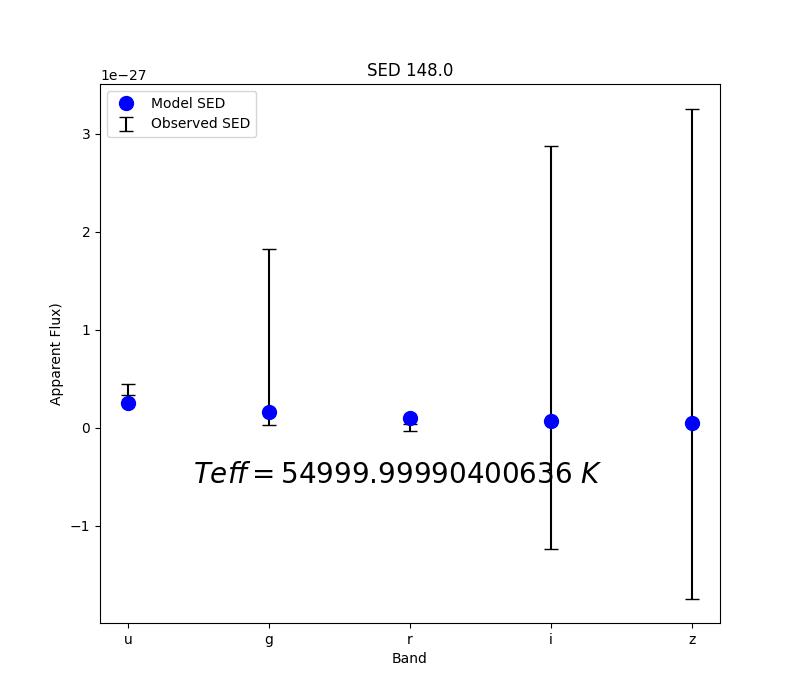 SED 148.0
1e−27
Model SED
Observed SED
3
2
1
0
−1
Apparent Flux)
Teff = 54999.99990400636 K
u g r i z
Band